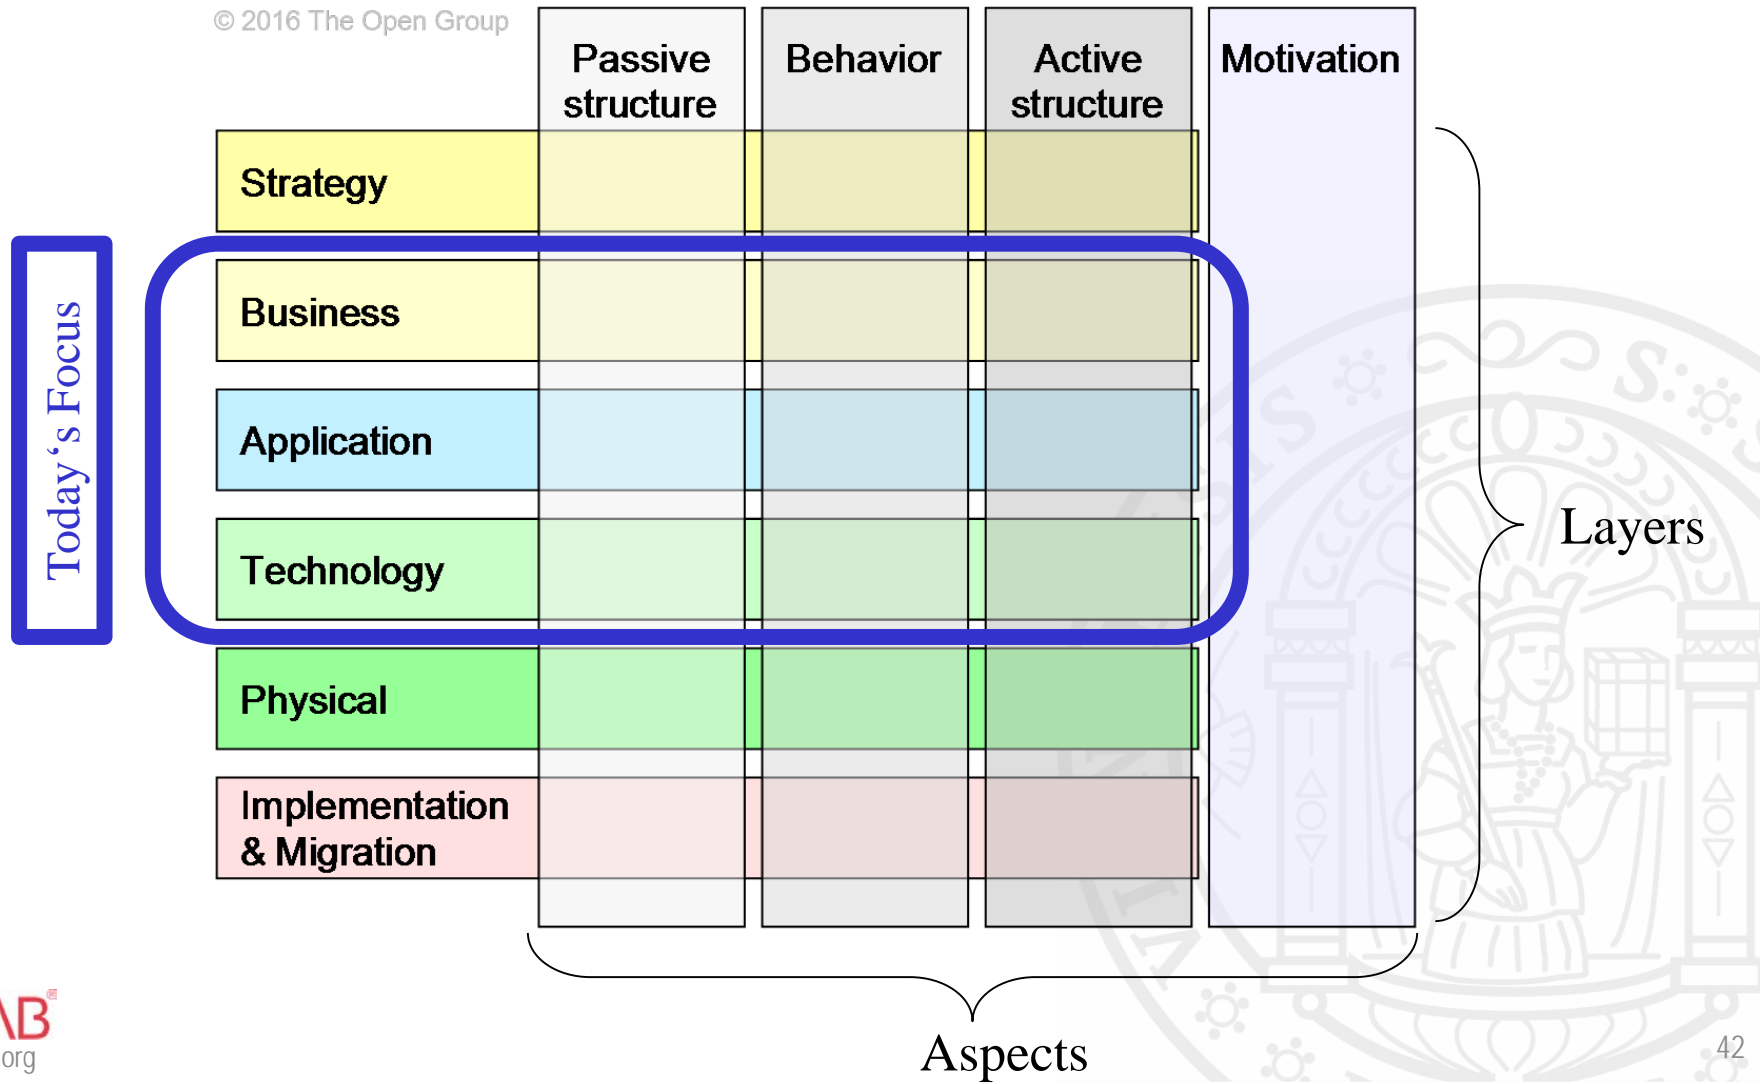 © 2016 The Open Group
Passive
structure
Behavior
Active
structure
Motivation
Strategy
Business
Application
Technology
Physical
Implementation
& Migration
Today‘s Focus
Layers
Aspects
org
42